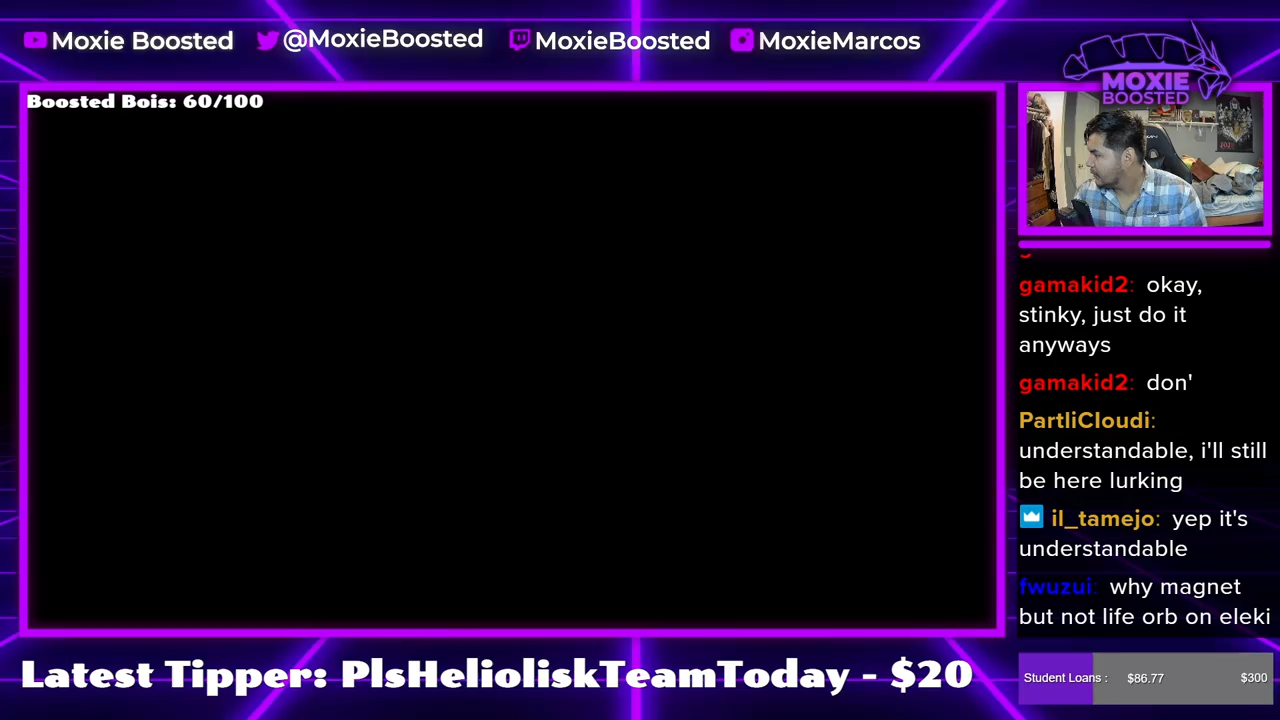 Moxie Boosted @MoxieBoosted MoxieBoosted MoxieMarcos
MOXIE
BOOSTED
Boosted Bois: 60/100
gamakid2: okay,
stinky, just do it
anyways
gamakid2: don'
PartliCloudi:
understandable, i'll still
be here lurking
il_tamejo: yep it's
understandable
fwuzui: why magnet
but not life orb on eleki
Latest Tipper: PlsHelioliskTeamToday - $20
Student Loans : $86.77 $300